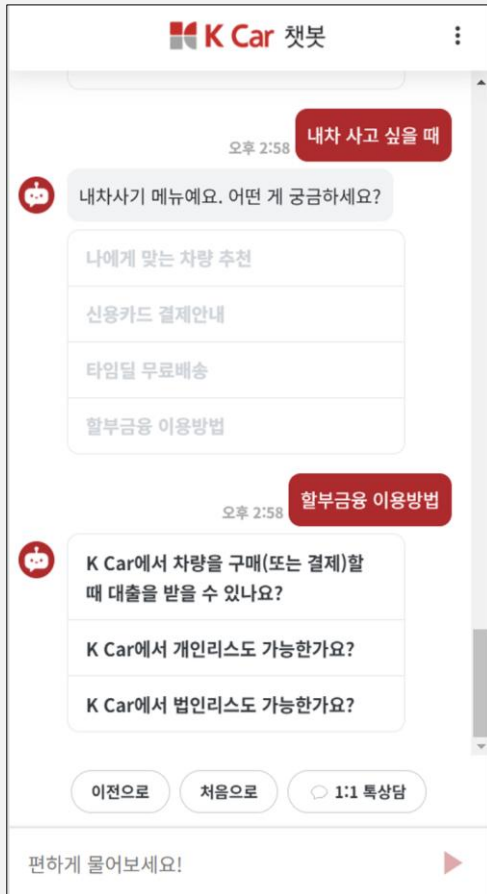 K Car 챗봇
내차 사고 싶을 때
오후 2:58
내차사기 메뉴예요. 어떤 게 궁금하세요?
나에게 맞는 차량 추천
신용카드 결제안내
타임딜 무료배송
할부금융 이용방법
할부금융 이용방법
오후 2:58
K Car에서 차량을 구매(또는 결제)할
때 대출을 받을 수 있나요?
K Car에서 개인리스도 가능한가요?
K Car에서 법인리스도 가능한가요?
이전으로
처음으로
1:1 톡상담
편하게 물어보세요!